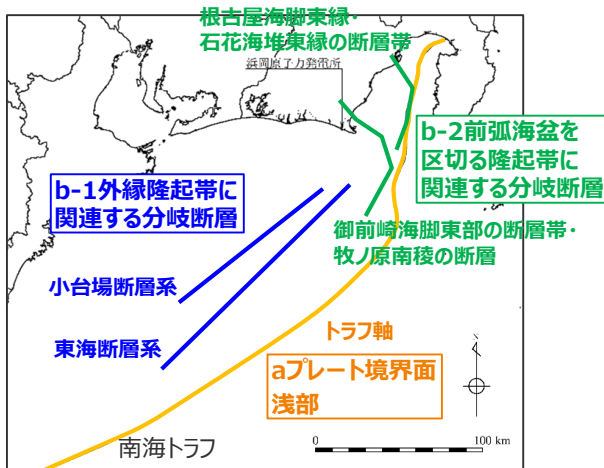 根古屋海脚東縁・
石花海堆東縁の断層帯
浜岡原子力発電所
b-2前弧海盆を
区切る隆起帯に
関連する分岐断層
b-1外縁隆起帯に
関連する分岐断層
御前崎海脚東部の断層帯・
牧ノ原南稜の断層
小台場断層系
東海断層系
トラフ軸
aプレート境界面
浅部
南海トラフ
N
0 100 km